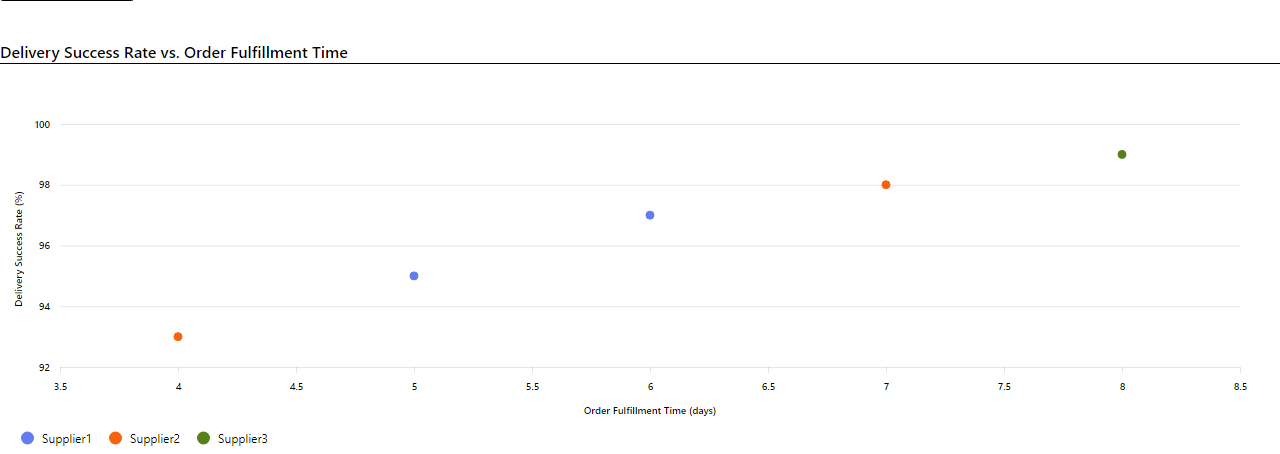 Delivery Success Rate vs. Order Fulfillment Time
100
98
96
94
92
Delivery Success Rate (%)
3.5 4 4.5 5 5.5 6 6.5 7 7.5 8 8.5
Order Fulfillment Time (days)
Supplier1 Supplier2 Supplier3